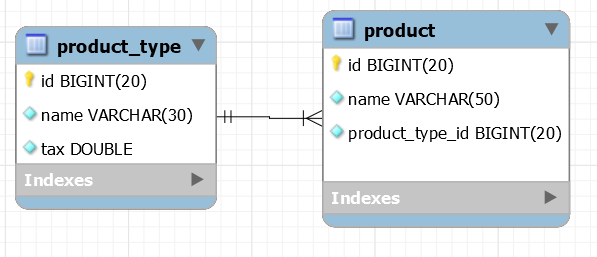 product_type
id BIGINT(20)
name VARCHAR(30)
tax DOUBLE
Indexes
product
id BIGINT(20)
name VARCHAR(50)
product_type_id BIGINT(20)
Indexes